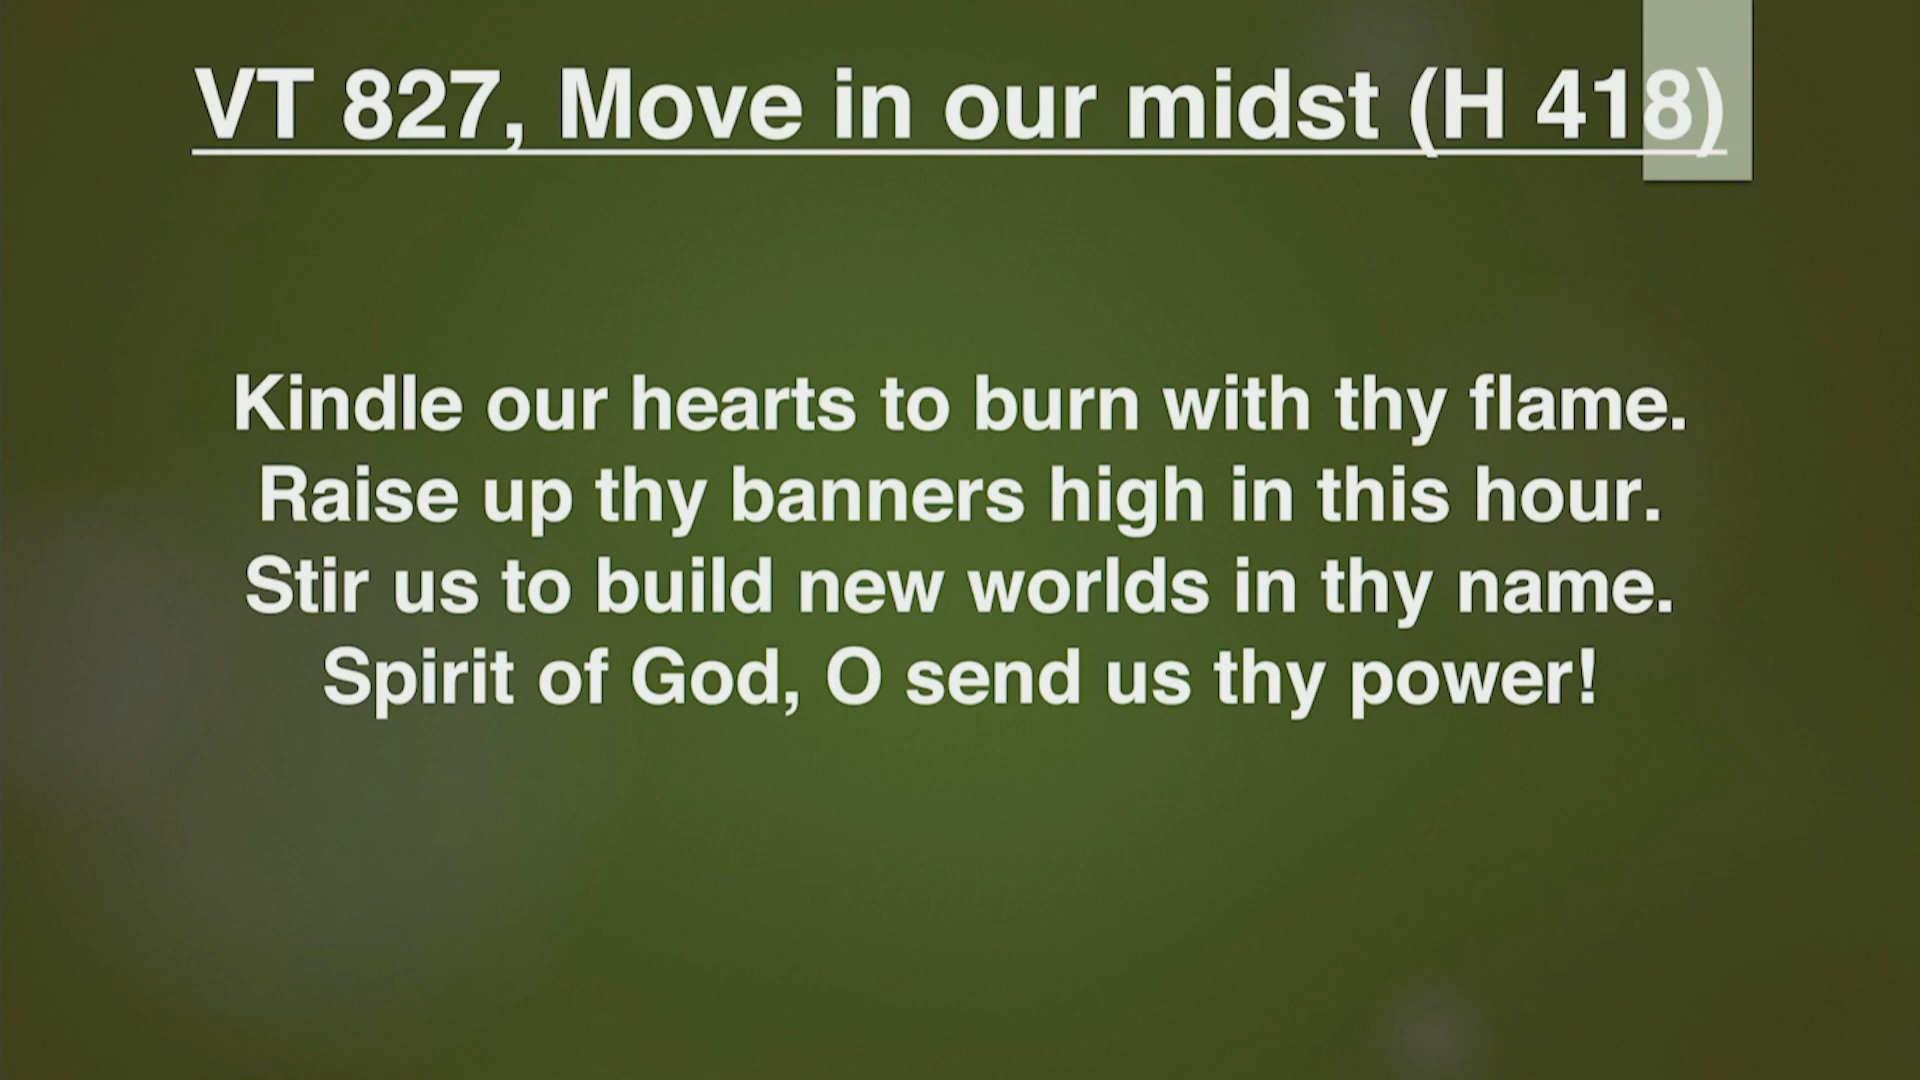 VT 827, Move in our midst (H 418)
Kindle our hearts to burn with thy flame.
Raise up thy banners high in this hour.
Stir us to build new worlds in thy name.
Spirit of God, O send us thy power!